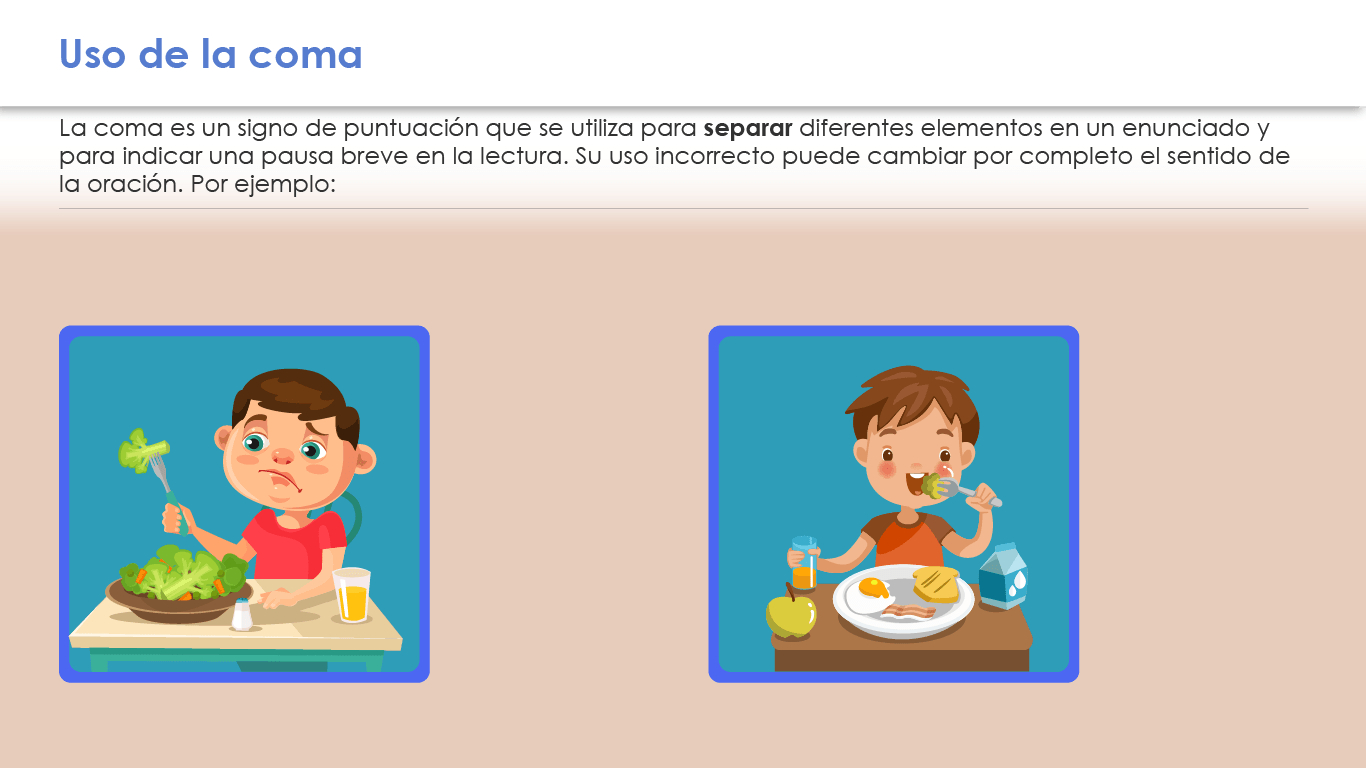 Uso de la coma
La coma es un signo de puntuación que se utiliza para separar diferentes elementos en un enunciado y
para indicar una pausa breve en la lectura. Su uso incorrecto puede cambiar por completo el sentido de
la oración. Por ejemplo: